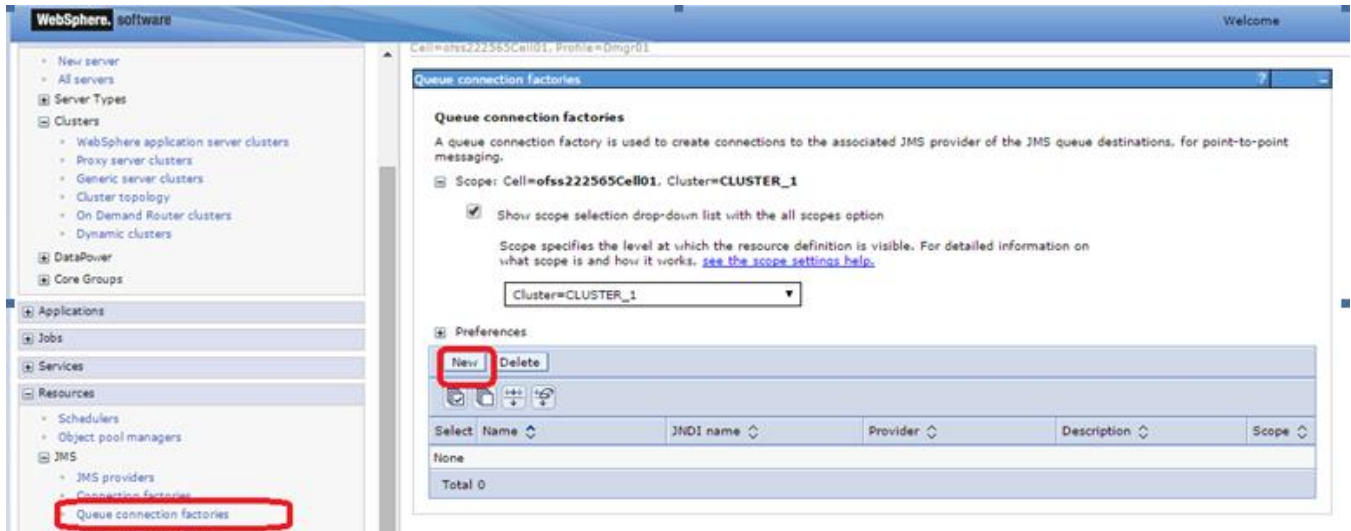 WebSphere. software
Welcome
New server
All servers
Server Types
Clusters
WebSphere application server clusters
Proxy server clusters
Generic server clusters
Cluster topology
On Demand Router clusters
Dynamic clusters
DataPower
Core Groups
Applications
Jobs
Services
Resources
Schedulers
Object pool managers
JMS
JMS providers
Connection factories
Queue connection factories
Cell=ofss222565Cell01, Profile=Dmgr01
Queue connection factories ? -
Queue connection factories
A queue connection factory is used to create connections to the associated JMS provider of the JMS queue destinations, for point-to-point
messaging.
Scope: Cell=ofss222565Cell01, Cluster=CLUSTER_1
Show scope selection drop-down list with the all scopes option
Scope specifies the level at which the resource definition is visible. For detailed information on
what scope is and how it works, see the scope settings help.
Cluster=CLUSTER_1
Preferences
New Delete
Select Name JNDI name Provider Description Scope
None
Total 0